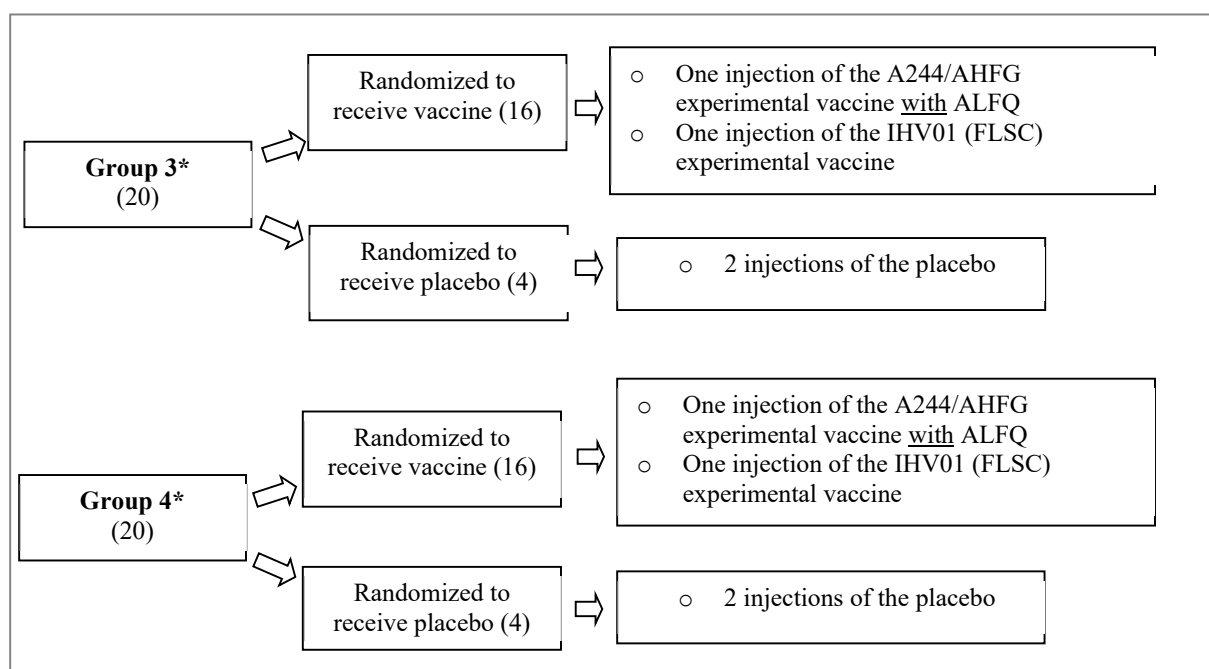 Group 3*
(20)
Randomized to
receive vaccine (16)
o One injection of the A244/AHFG
experimental vaccine with ALFQ
o One injection of the IHV01 (FLSC)
experimental vaccine
Randomized to
receive placebo (4)
o 2 injections of the placebo
Group 4*
(20)
Randomized to
receive vaccine (16)
o One injection of the A244/AHFG
experimental vaccine with ALFQ
o One injection of the IHV01 (FLSC)
experimental vaccine
Randomized to
receive placebo (4)
o 2 injections of the placebo